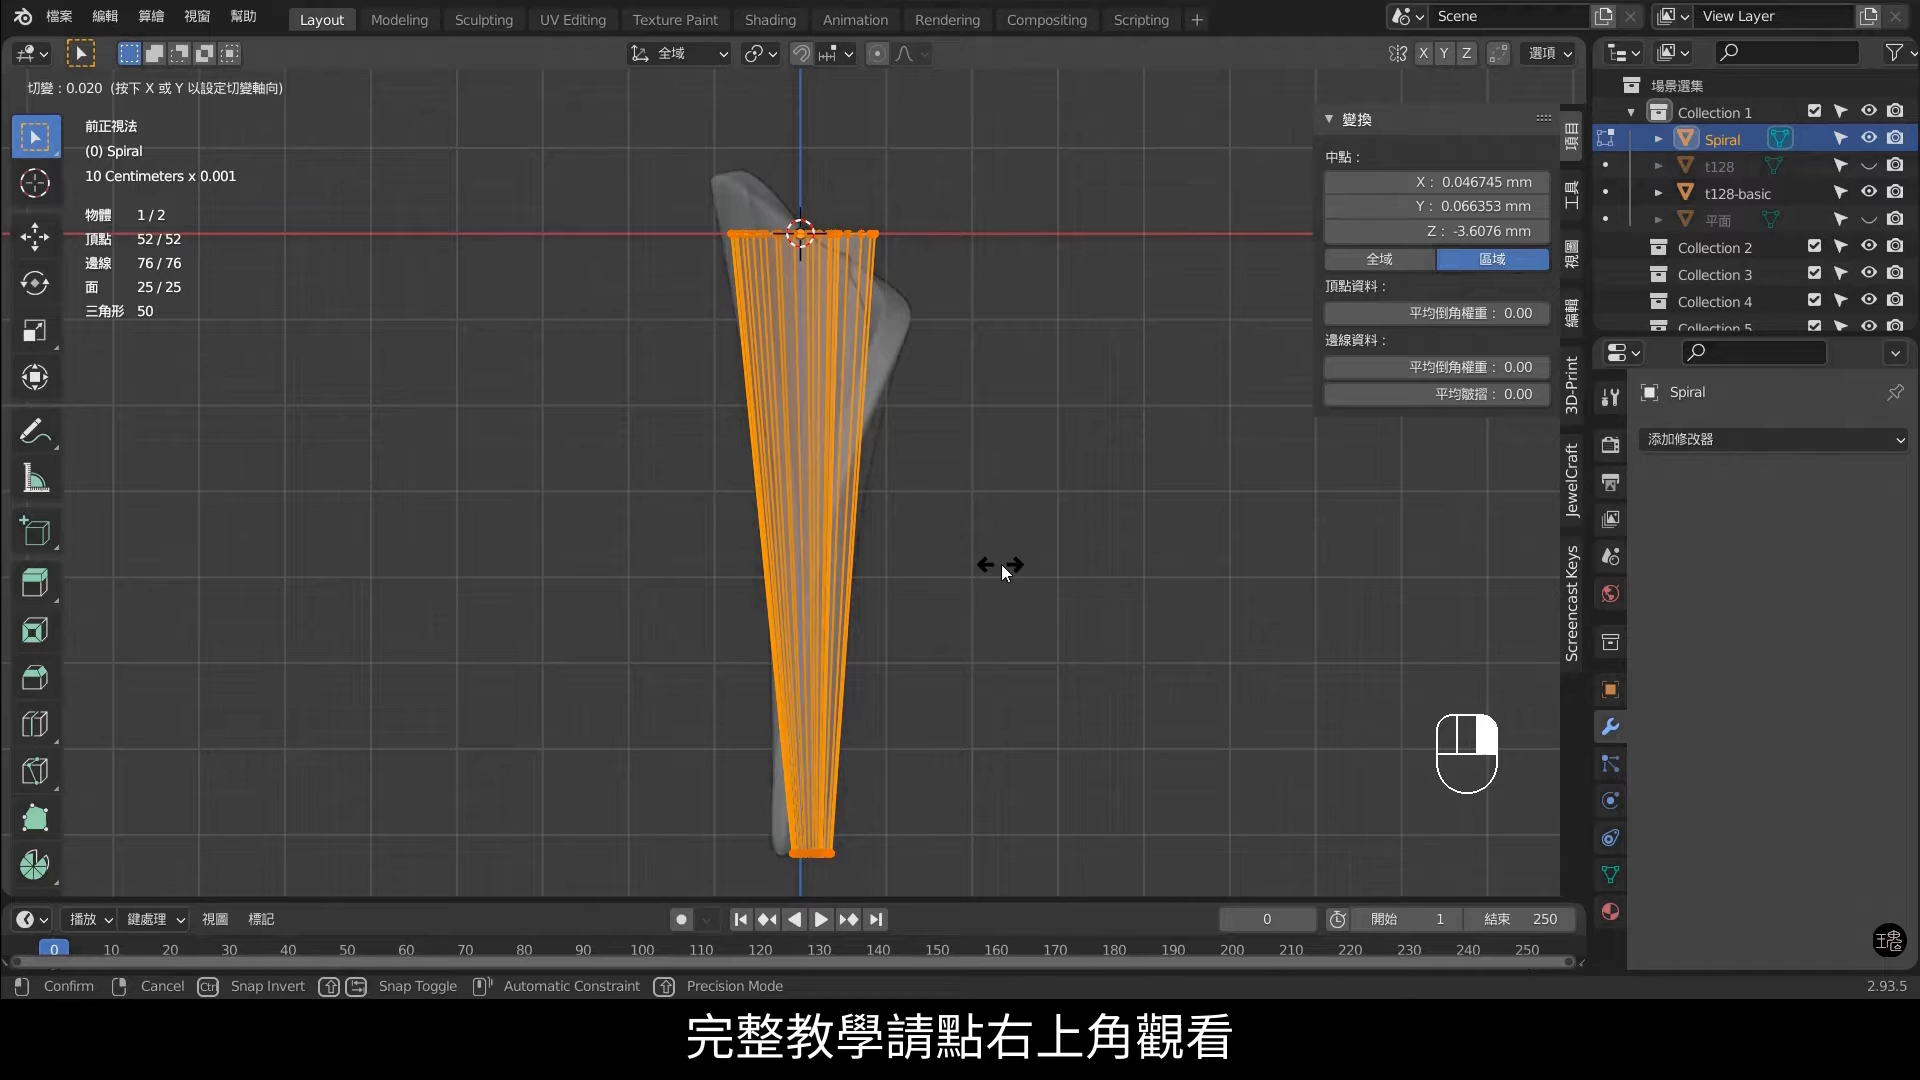 檔案 編輯 算繪 視窗 幫助 Layout Modeling Sculpting UV Editing Texture Paint Shading Animation Rendering Compositing Scripting + Scene View Layer
全域 X Y Z 選項
切變：0.020 (按下 X 或 Y 以設定切變軸向)
前正視法
(0) Spiral
10 Centimeters x 0.001
物體 1 / 2
頂點 52 / 52
邊線 76 / 76
面 25 / 25
三角形 50
變換
中點：
X： 0.046745 mm
Y： 0.066353 mm
Z： -3.6076 mm
全域 區域
頂點資料：
平均倒角權重： 0.00
邊線資料：
平均倒角權重： 0.00
平均皺摺： 0.00
項目
工具
視圖
編輯
3D-Print
JewelCraft
Screencast Keys
場景選集
Collection 1
Spiral
t128
t128-basic
平面
Collection 2
Collection 3
Collection 4
Collection 5
Spiral
添加修改器
播放 鍵處理 視圖 標記 0 開始 1 結束 250
0 10 20 30 40 50 60 70 80 90 100 110 120 130 140 150 160 170 180 190 200 210 220 230 240 250
Confirm Cancel Ctrl Snap Invert Snap Toggle Automatic Constraint Precision Mode 2.93.5
完整教學請點右上角觀看